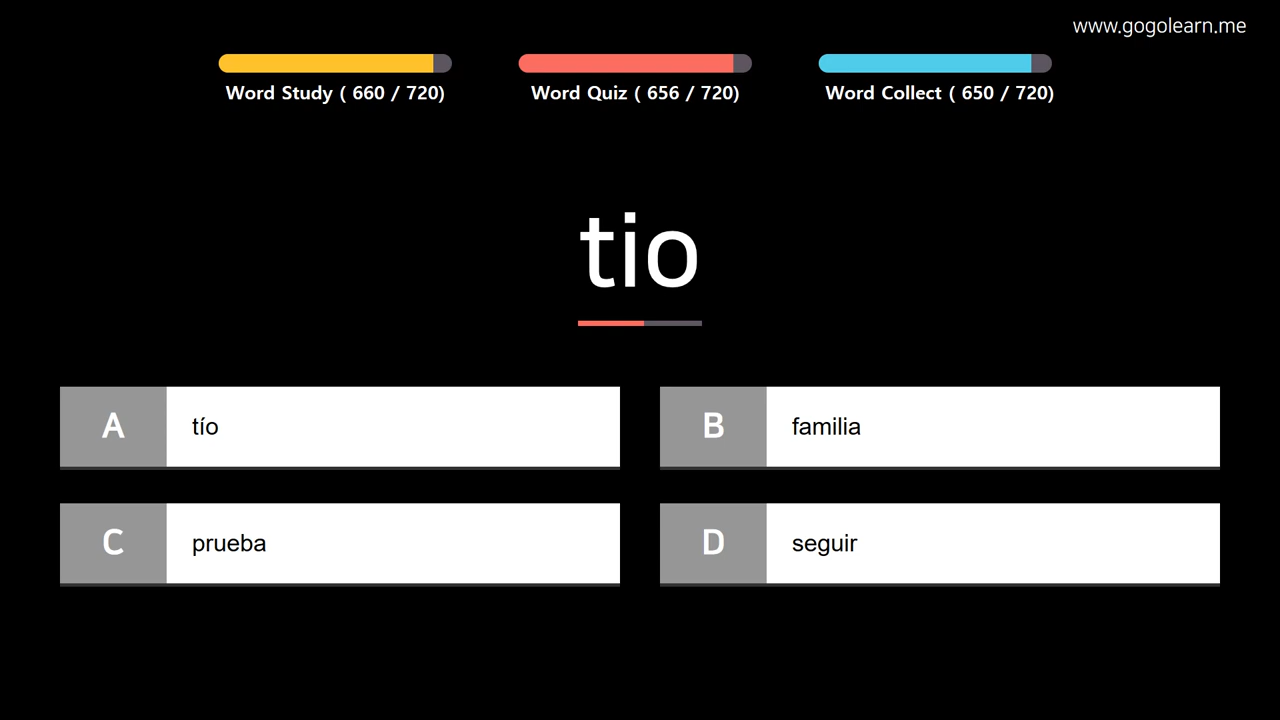 www.gogolearn.me
Word Study ( 660 / 720)
Word Quiz ( 656 / 720)
Word Collect ( 650 / 720)
tio
A
tío
B
familia
C
prueba
D
seguir